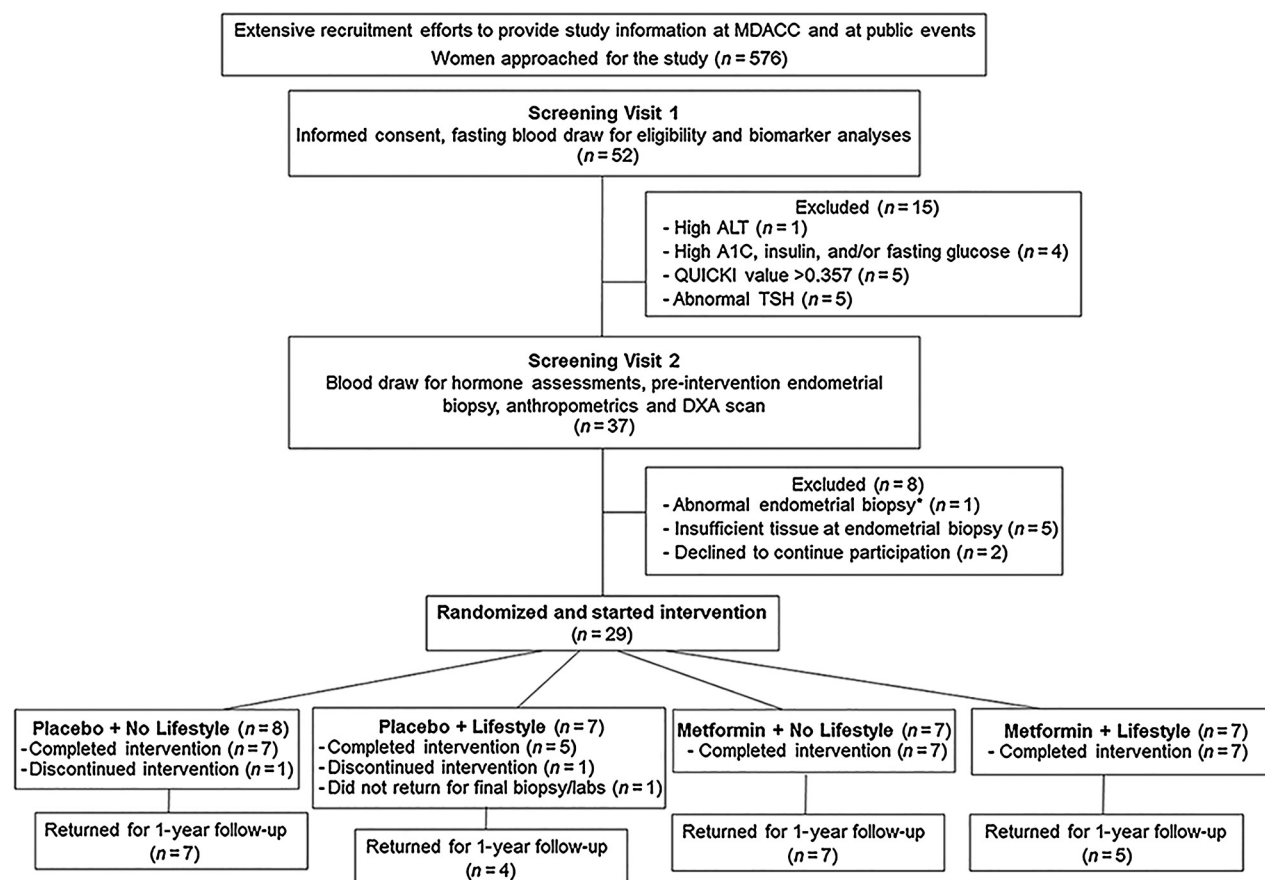 Extensive recruitment efforts to provide study information at MDACC and at public events
Women approached for the study (n = 576)
Screening Visit 1
Informed consent, fasting blood draw for eligibility and biomarker analyses
(n = 52)
Excluded (n = 15)
- High ALT (n = 1)
- High A1C, insulin, and/or fasting glucose (n = 4)
- QUICKI value >0.357 (n = 5)
- Abnormal TSH (n = 5)
Screening Visit 2
Blood draw for hormone assessments, pre-intervention endometrial
biopsy, anthropometrics and DXA scan
(n = 37)
Excluded (n = 8)
- Abnormal endometrial biopsy* (n = 1)
- Insufficient tissue at endometrial biopsy (n = 5)
- Declined to continue participation (n = 2)
Randomized and started intervention
(n = 29)
Placebo + No Lifestyle (n = 8)
- Completed intervention (n = 7)
- Discontinued intervention (n = 1)
Returned for 1-year follow-up
(n = 7)
Placebo + Lifestyle (n = 7)
- Completed intervention (n = 5)
- Discontinued intervention (n = 1)
- Did not return for final biopsy/labs (n = 1)
Returned for 1-year follow-up
(n = 4)
Metformin + No Lifestyle (n = 7)
- Completed intervention (n = 7)
Returned for 1-year follow-up
(n = 7)
Metformin + Lifestyle (n = 7)
- Completed intervention (n = 7)
Returned for 1-year follow-up
(n = 5)